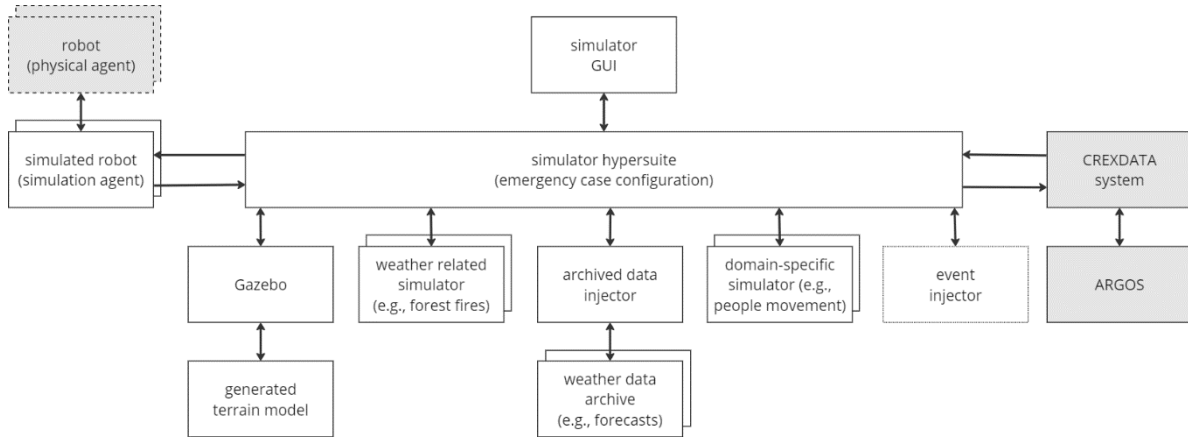 robot
(physical agent)
simulator
GUI
simulated robot
(simulation agent)
simulator hypersuite
(emergency case configuration)
CREXDATA
system
Gazebo
weather related
simulator
(e.g., forest fires)
archived data
injector
domain-specific
simulator (e.g.,
people movement)
event
injector
ARGOS
generated
terrain model
weather data
archive
(e.g., forecasts)